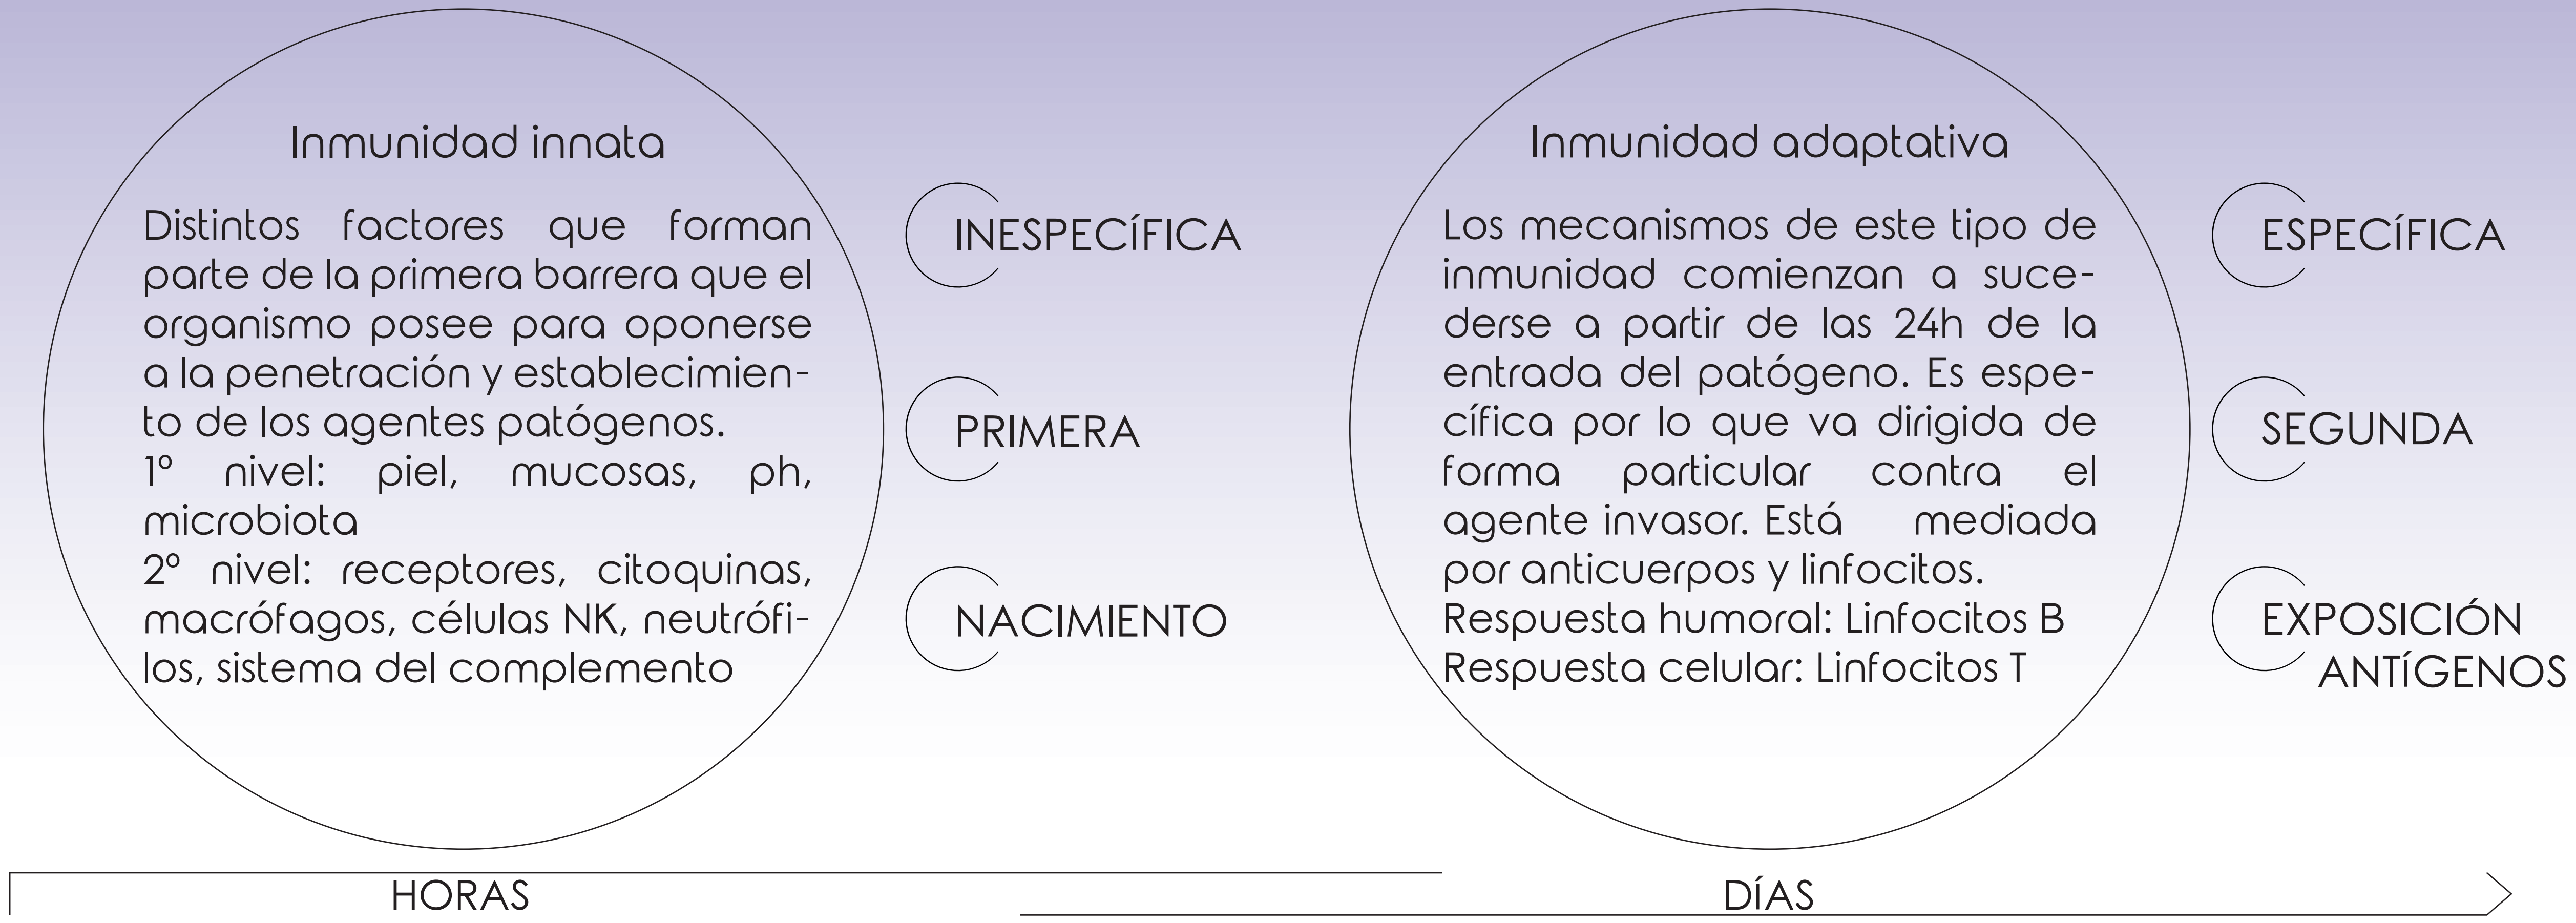 Inmunidad innata
Distintos factores que forman
parte de la primera barrera que el
organismo posee para oponerse
a la penetración y establecimien-
to de los agentes patógenos.
1º nivel: piel, mucosas, ph,
microbiota
2º nivel: receptores, citoquinas,
macrófagos, células NK, neutrófi-
los, sistema del complemento
INESPECÍFICA
PRIMERA
NACIMIENTO
Inmunidad adaptativa
Los mecanismos de este tipo de
inmunidad comienzan a suce-
derse a partir de las 24h de la
entrada del patógeno. Es espe-
cífica por lo que va dirigida de
forma particular contra el
agente invasor. Está mediada
por anticuerpos y linfocitos.
Respuesta humoral: Linfocitos B
Respuesta celular: Linfocitos T
ESPECÍFICA
SEGUNDA
EXPOSICIÓN
ANTÍGENOS
HORAS
DÍAS